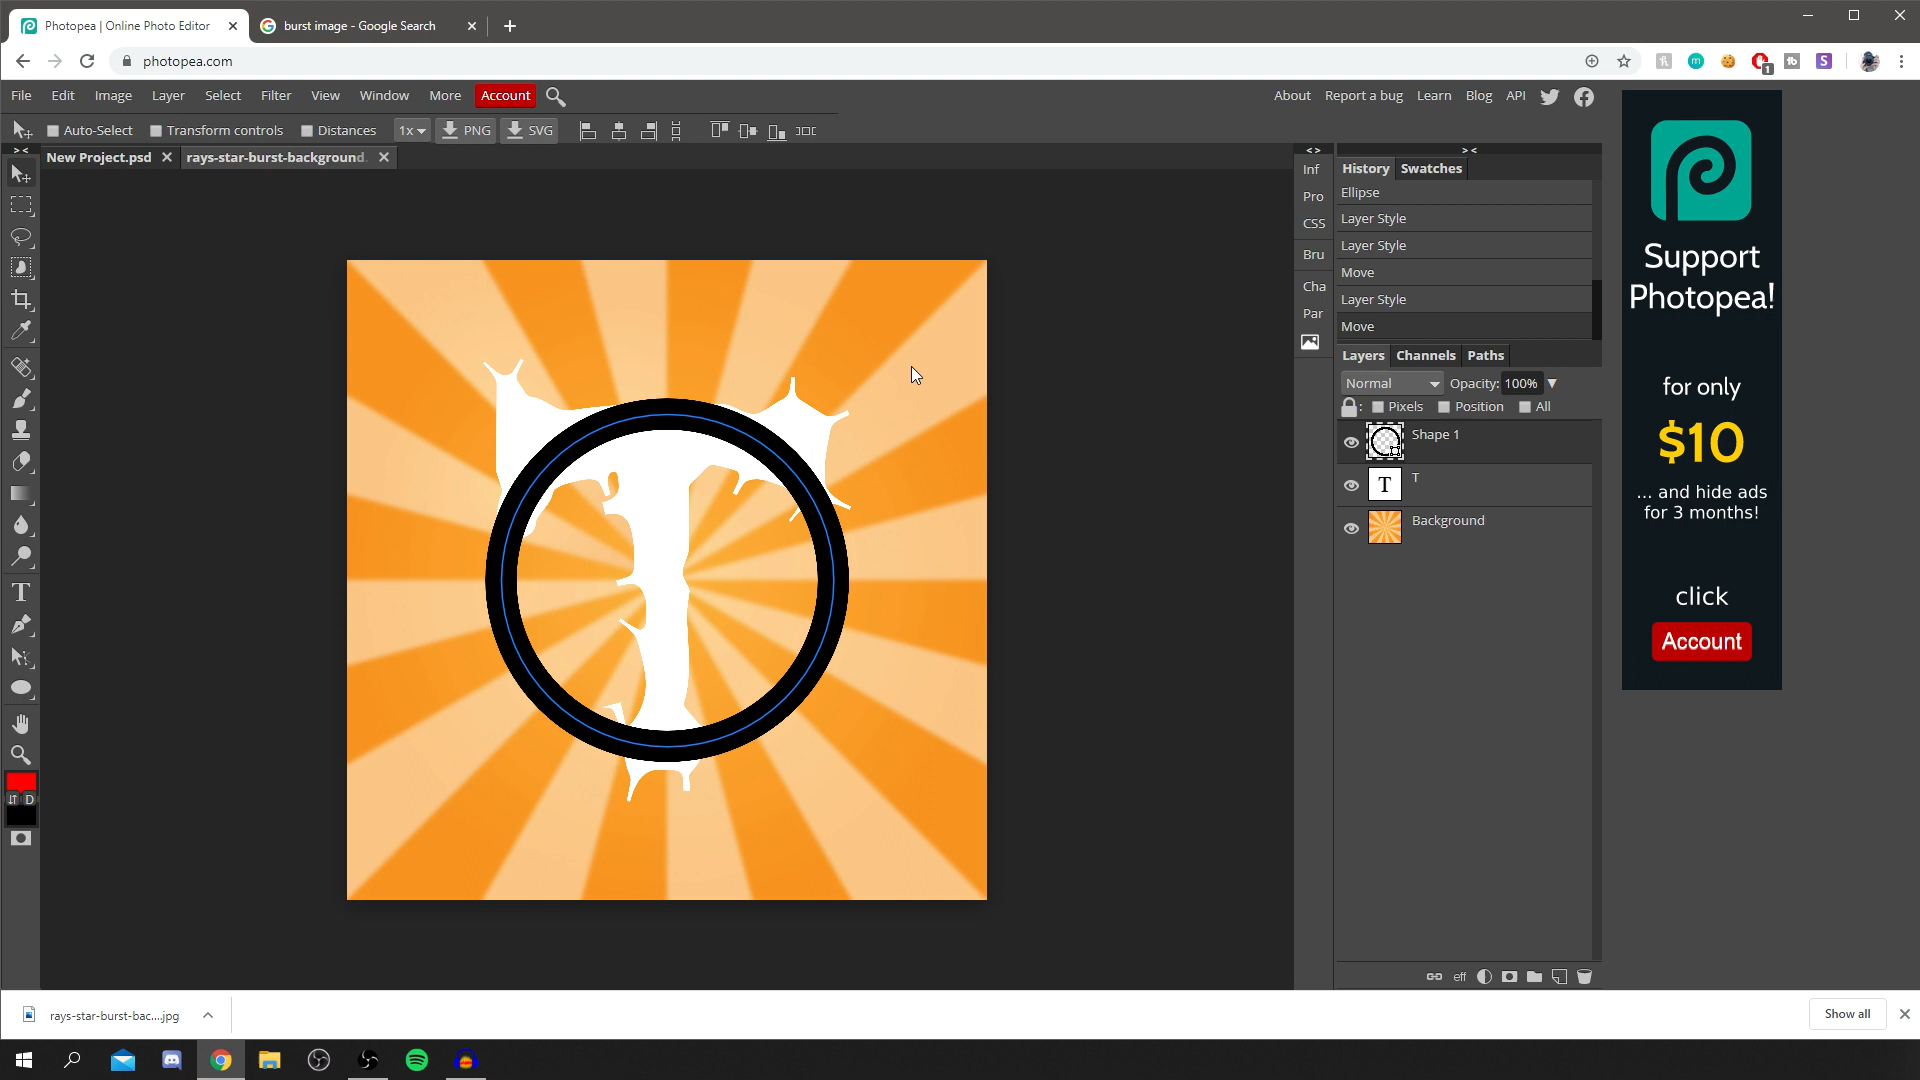 Photopea | Online Photo Editor
burst image - Google Search
photopea.com
1
File Edit Image Layer Select Filter View Window More Account
About Report a bug Learn Blog API
Auto-Select Transform controls Distances 1x PNG SVG
New Project.psd rays-star-burst-background.
Inf
Pro
CSS
Bru
Cha
Par
History Swatches
Ellipse
Layer Style
Layer Style
Move
Layer Style
Move
Layers Channels Paths
Normal Opacity: 100%
: Pixels Position All
Shape 1
T
T
Background
eff
T
D
T
Support
Photopea!
for only
$10
... and hide ads
for 3 months!
click
Account
rays-star-burst-bac....jpg
Show all